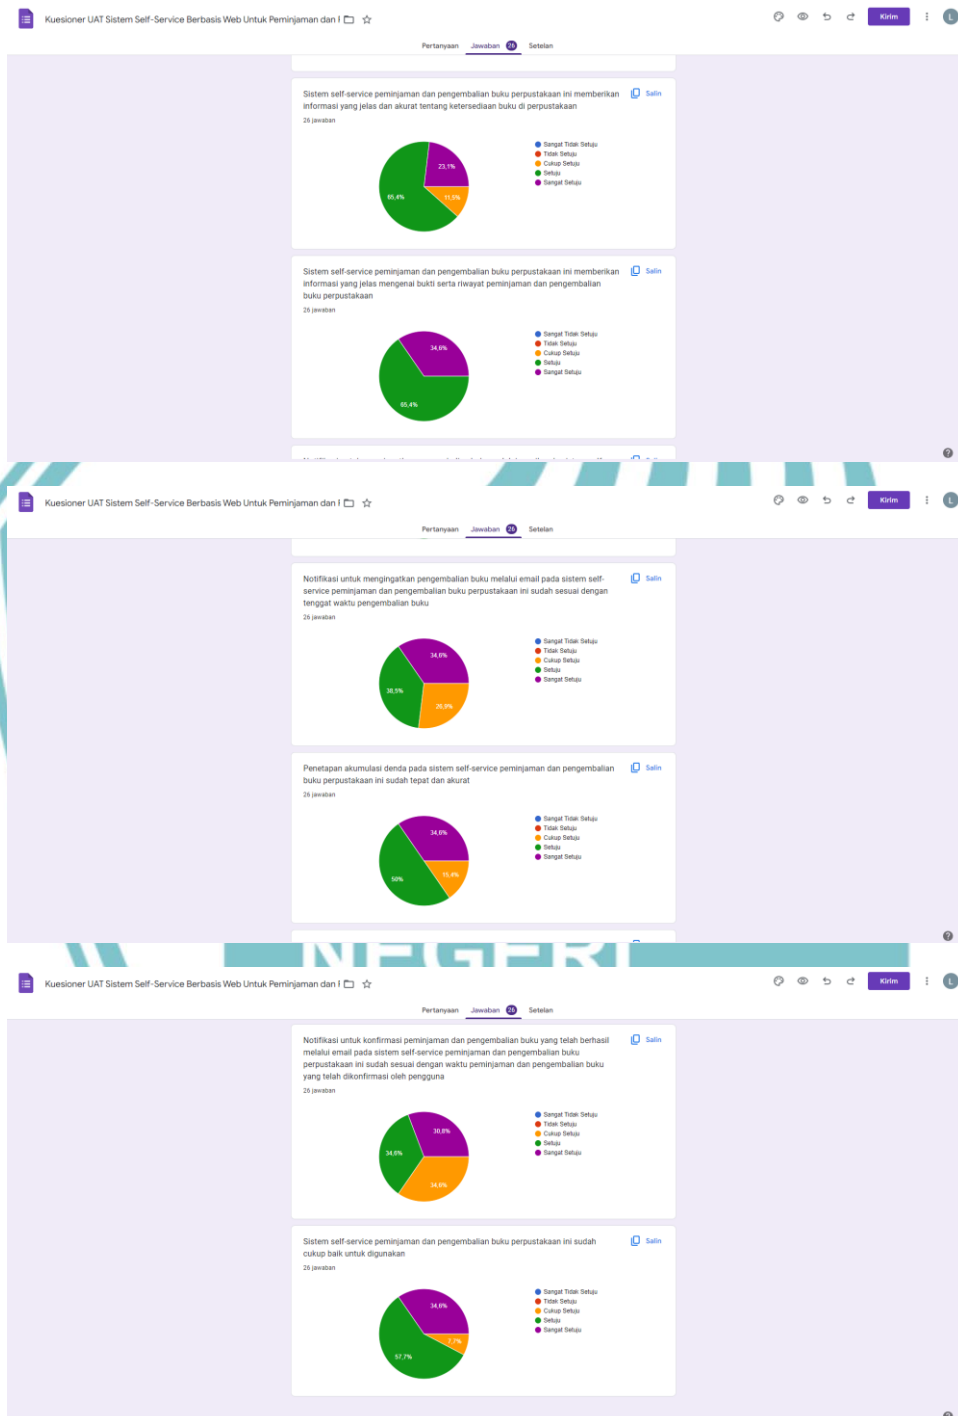 Kuesioner UAT Sistem Self-Service Berbasis Web Untuk Peminjaman dan
Kirim
L
Pertanyaan Jawaban 26 Setelan
Sistem self-service peminjaman dan pengembalian buku perpustakaan ini memberikan
informasi yang jelas dan akurat tentang ketersediaan buku di perpustakaan
Salin
26 jawaban
Sangat Tidak Setuju
Tidak Setuju
Cukup Setuju
Setuju
Sangat Setuju
23,1%
65,4%
11,5%
Sistem self-service peminjaman dan pengembalian buku perpustakaan ini memberikan
informasi yang jelas mengenai bukti serta riwayat peminjaman dan pengembalian
buku perpustakaan
Salin
26 jawaban
Sangat Tidak Setuju
Tidak Setuju
Cukup Setuju
Setuju
Sangat Setuju
34,6%
65,4%
Kuesioner UAT Sistem Self-Service Berbasis Web Untuk Peminjaman dan
Kirim
L
Pertanyaan Jawaban 26 Setelan
Notifikasi untuk mengingatkan pengembalian buku melalui email pada sistem self-
service peminjaman dan pengembalian buku perpustakaan ini sudah sesuai dengan
tenggat waktu pengembalian buku
Salin
26 jawaban
Sangat Tidak Setuju
Tidak Setuju
Cukup Setuju
Setuju
Sangat Setuju
34,6%
38,5%
26,9%
Penetapan akumulasi denda pada sistem self-service peminjaman dan pengembalian
buku perpustakaan ini sudah tepat dan akurat
Salin
26 jawaban
Sangat Tidak Setuju
Tidak Setuju
Cukup Setuju
Setuju
Sangat Setuju
34,6%
50%
15,4%
NEGERI
Kuesioner UAT Sistem Self-Service Berbasis Web Untuk Peminjaman dan
Kirim
L
Pertanyaan Jawaban 26 Setelan
Notifikasi untuk konfirmasi peminjaman dan pengembalian buku yang telah berhasil
melalui email pada sistem self-service peminjaman dan pengembalian buku
perpustakaan ini sudah sesuai dengan waktu peminjaman dan pengembalian buku
yang telah dikonfirmasi oleh pengguna
Salin
26 jawaban
Sangat Tidak Setuju
Tidak Setuju
Cukup Setuju
Setuju
Sangat Setuju
30,8%
34,6%
34,6%
Sistem self-service peminjaman dan pengembalian buku perpustakaan ini sudah
cukup baik untuk digunakan
Salin
26 jawaban
Sangat Tidak Setuju
Tidak Setuju
Cukup Setuju
Setuju
Sangat Setuju
34,6%
7,7%
57,7%